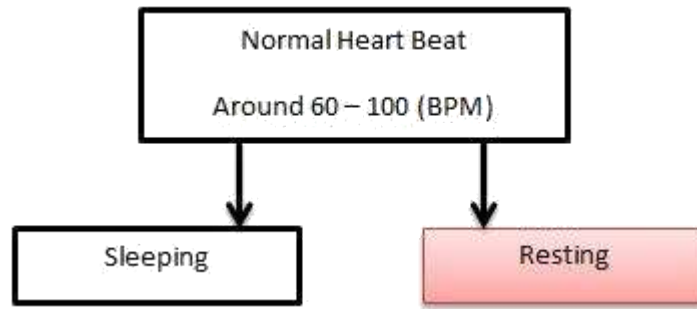 Normal Heart Beat
Around 60 – 100 (BPM)
Sleeping
Resting